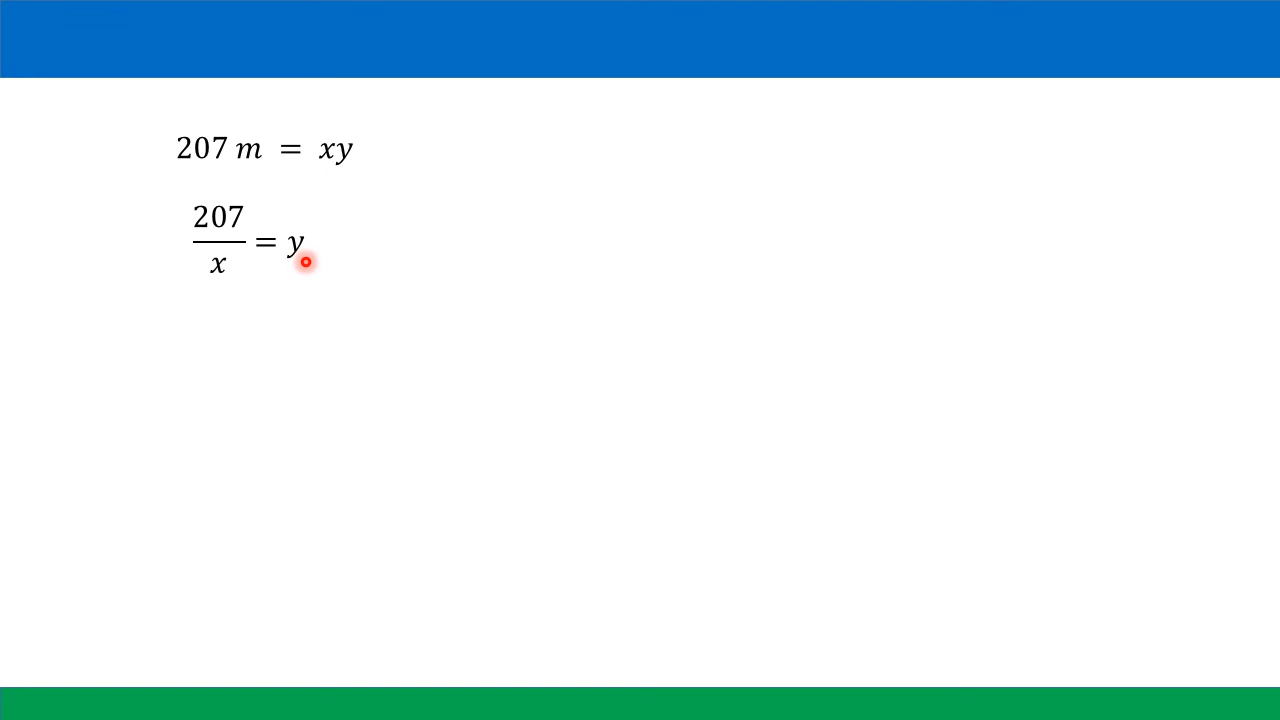 207 m = xy
207/x = y